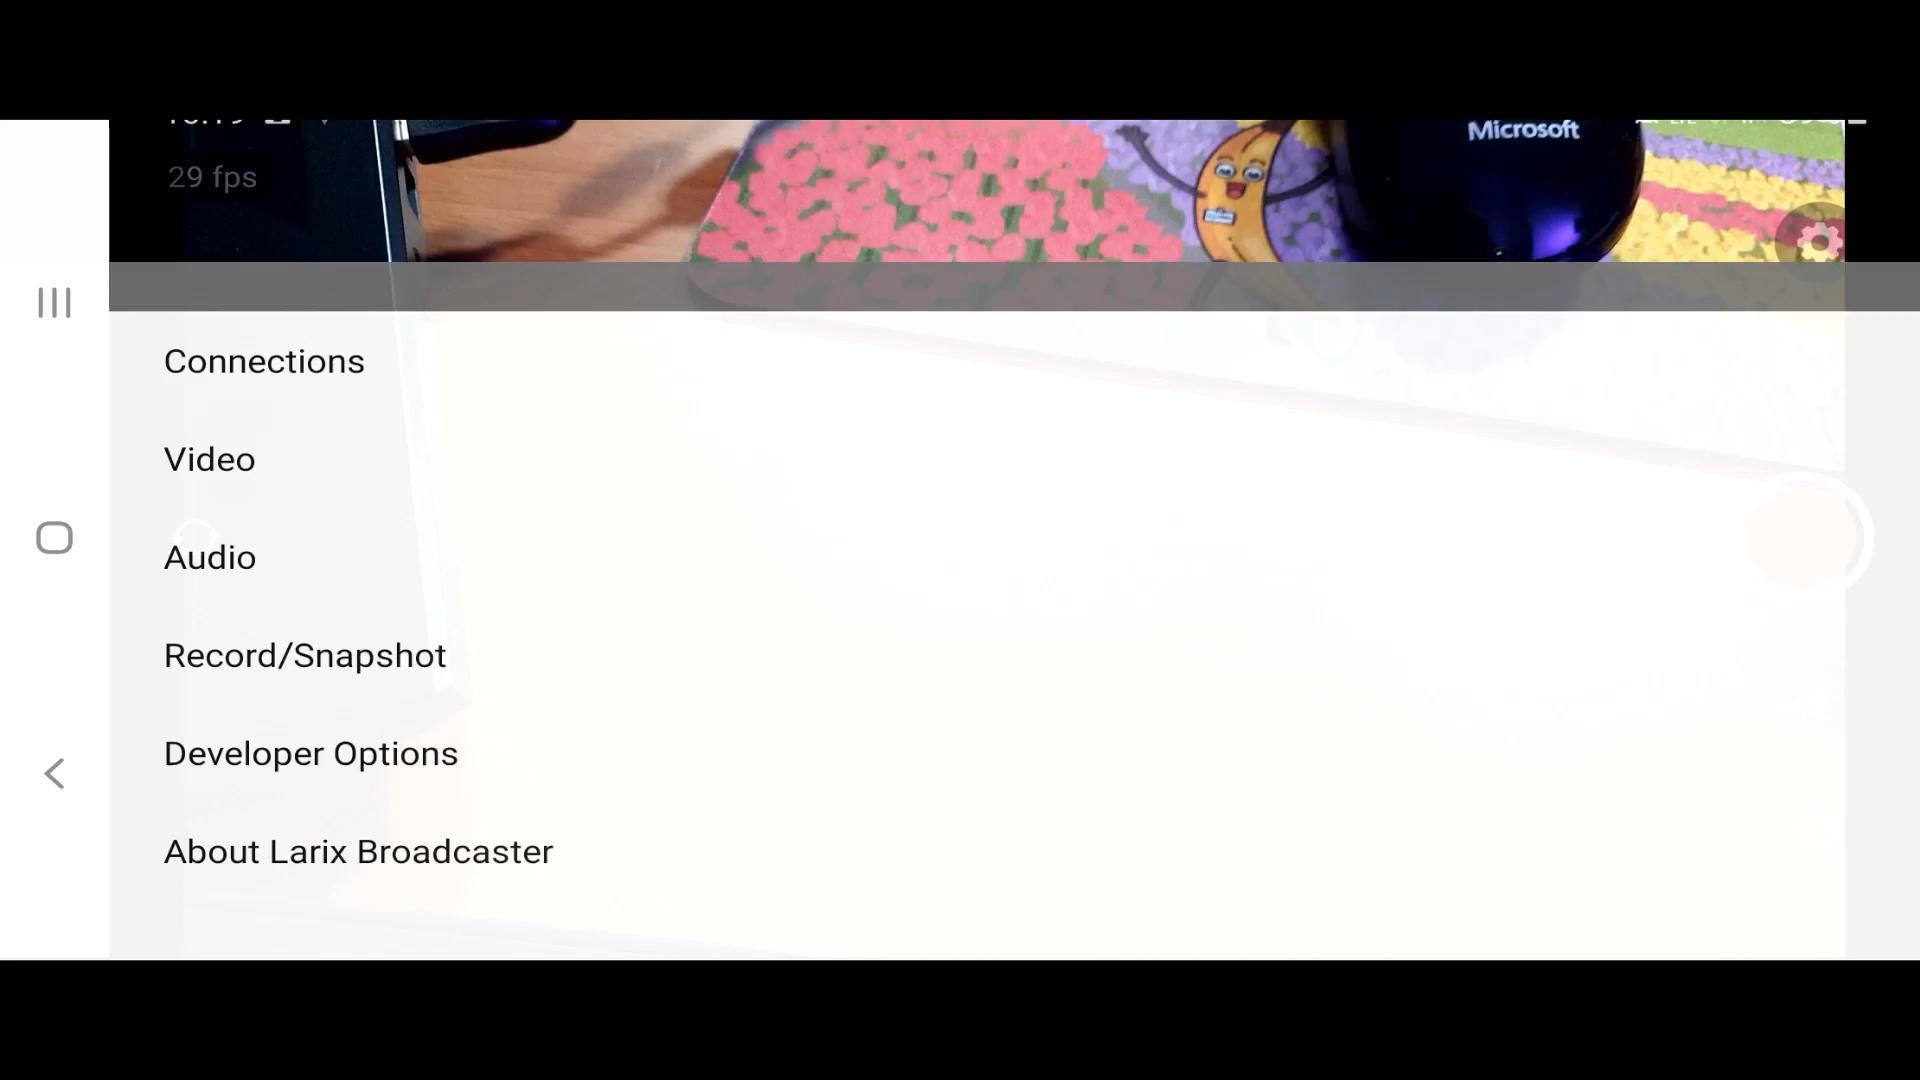 Microsoft
29 fps
Connections
Video
Audio
Record/Snapshot
Developer Options
About Larix Broadcaster